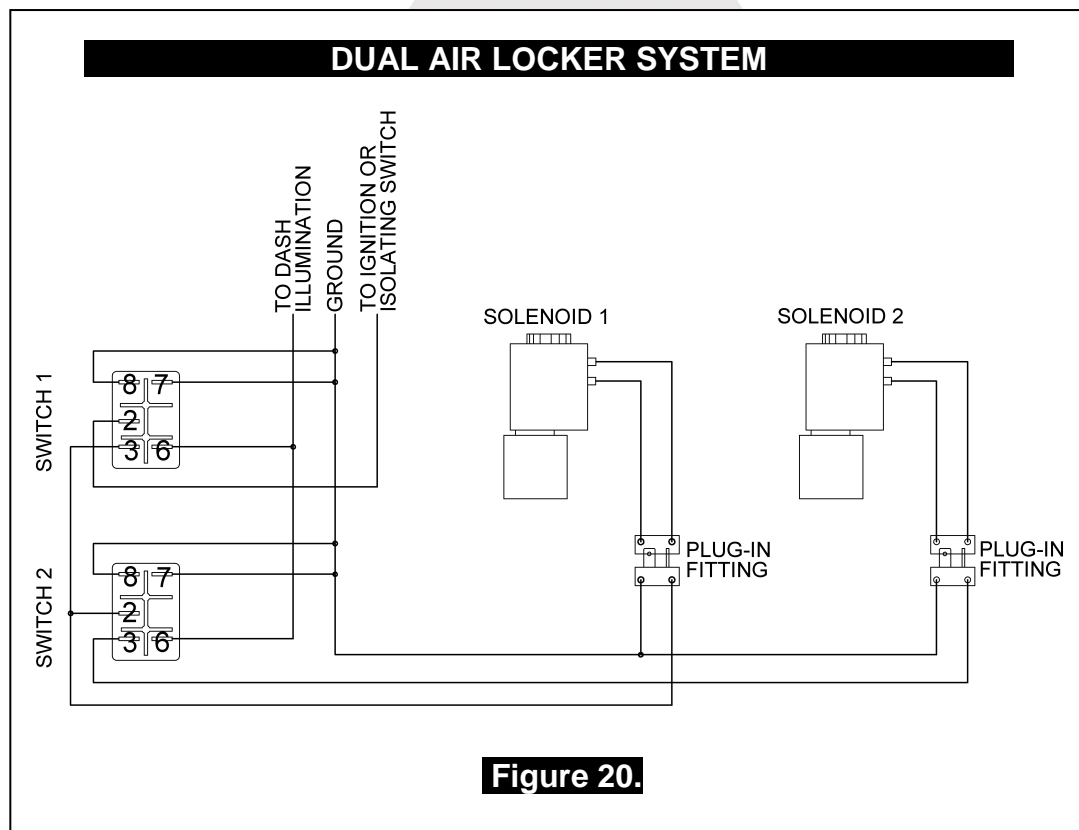 DUAL AIR LOCKER SYSTEM
TO DASH
ILLUMINATION
GROUND
TO IGNITION OR
ISOLATING SWITCH
SOLENOID 1
SOLENOID 2
SWITCH 1
8 7
2
3 6
SWITCH 2
8 7
2
3 6
PLUG-IN
FITTING
PLUG-IN
FITTING
Figure 20.